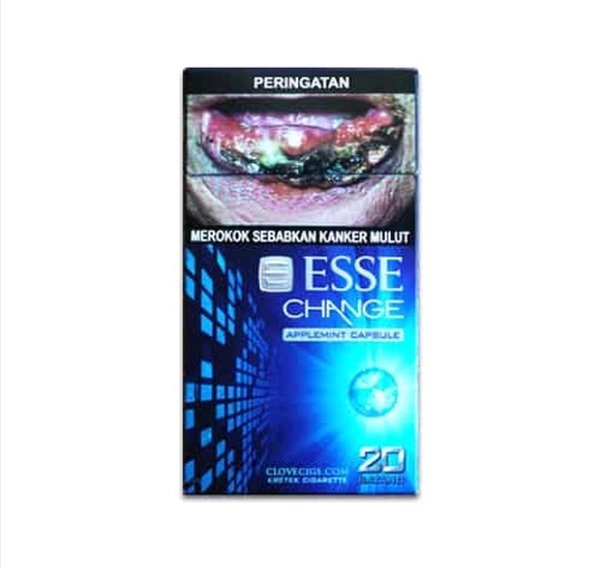 PERINGATAN
MEROKOK SEBABKAN KANKER MULUT
ESSE
CHANGE
APPLEMINT CAPSULE
20
CLOVECIGS.COM
KRETEK CIGARETTE